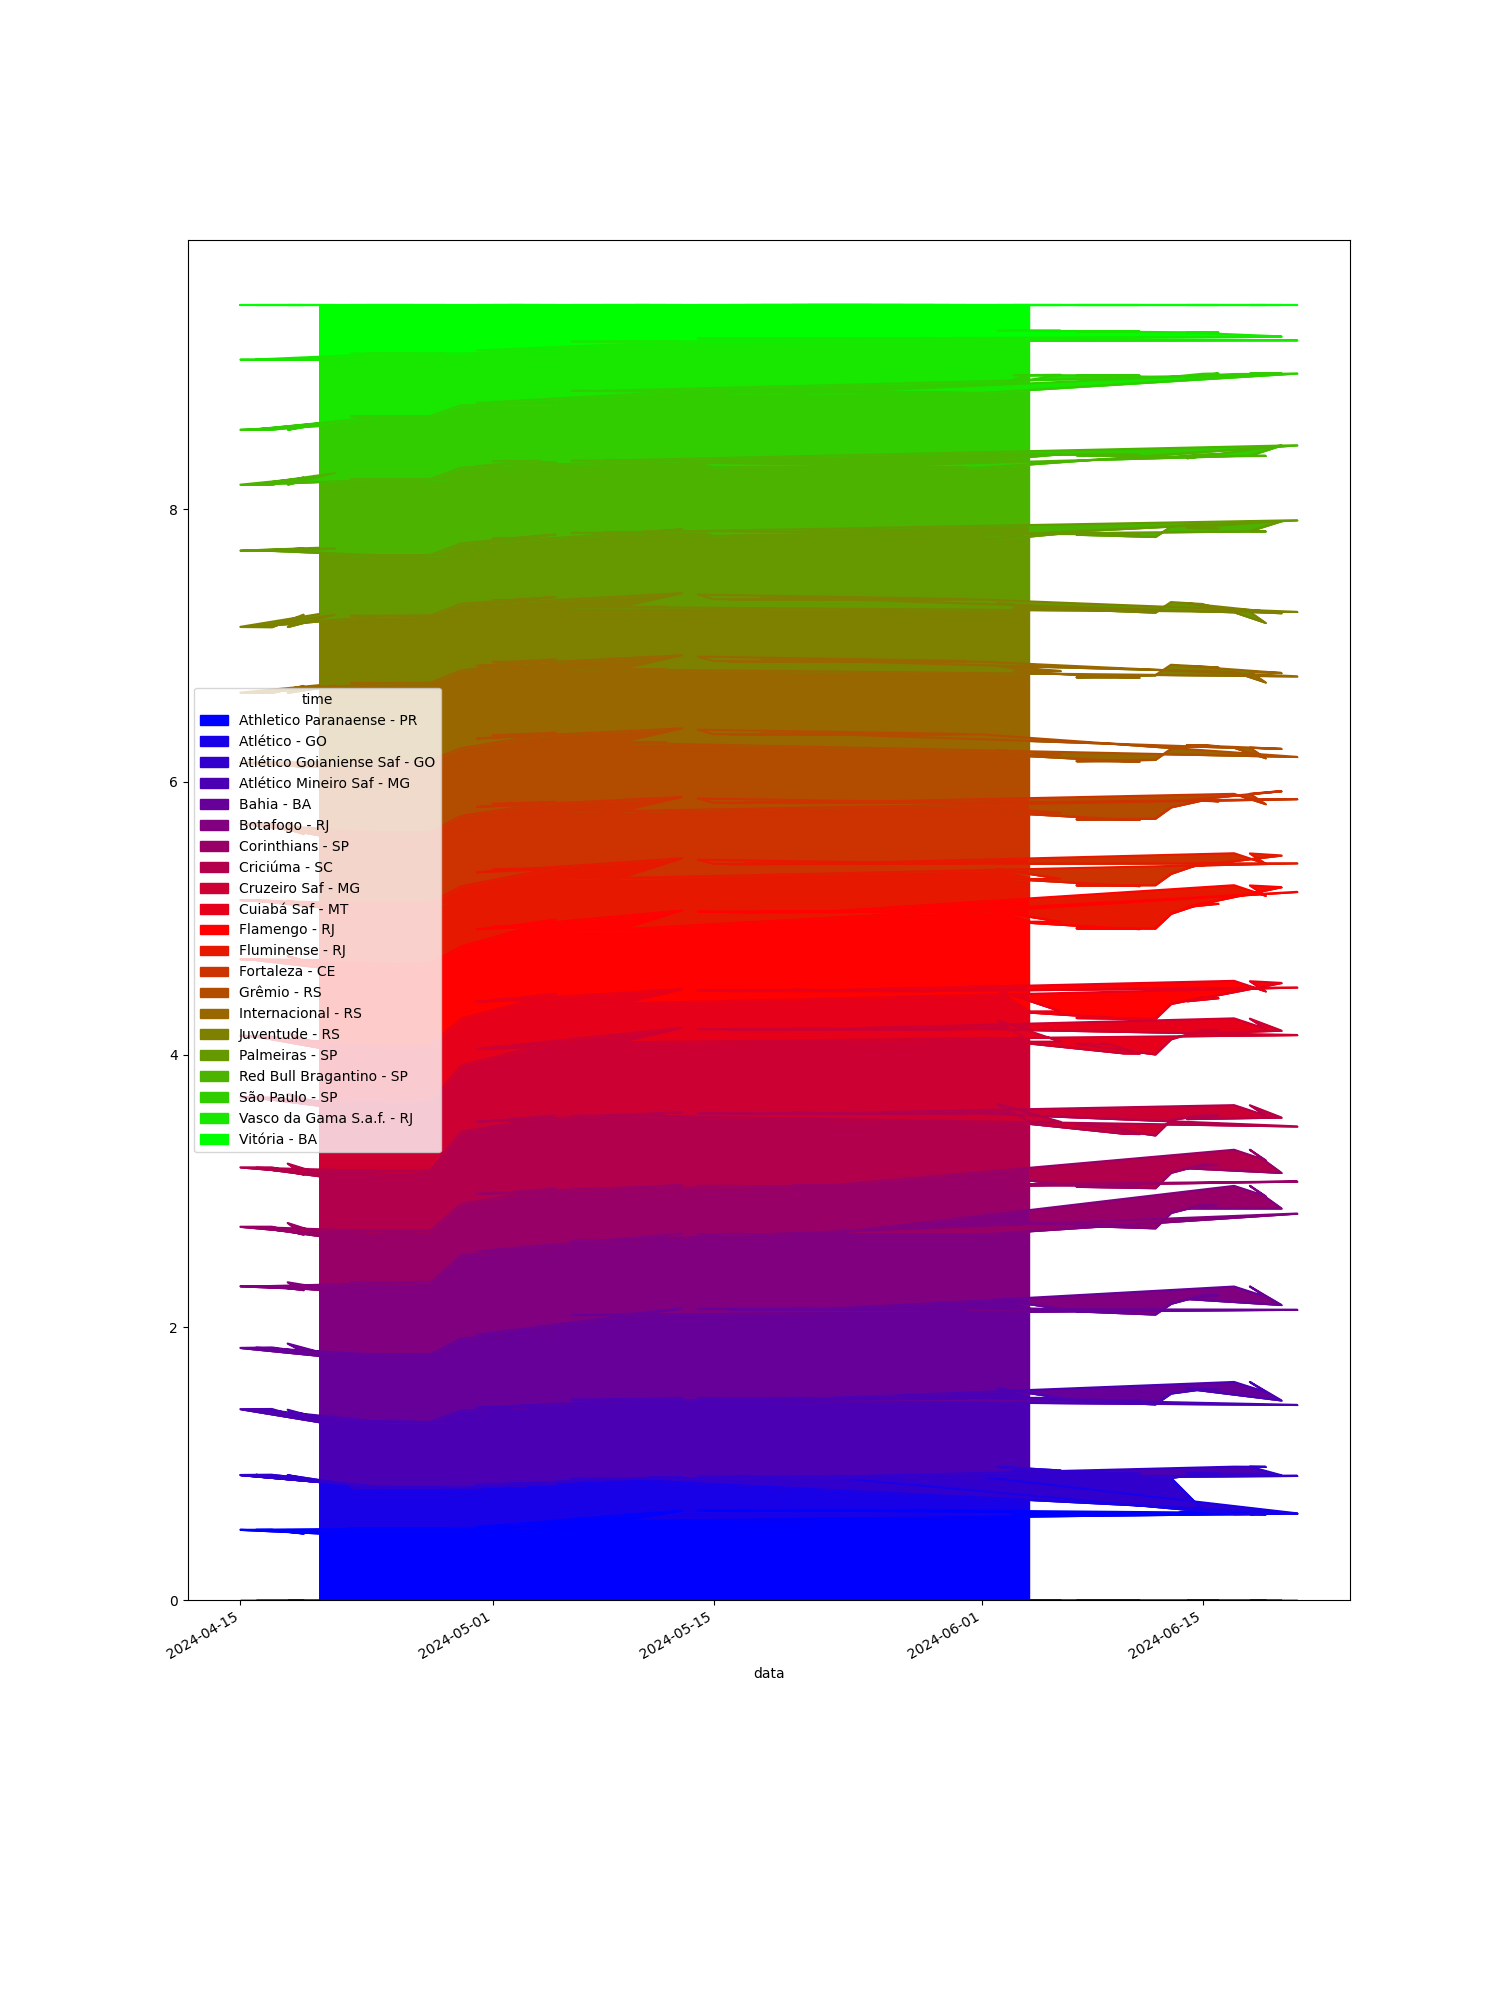 8
6
4
2
0
time
Athletico Paranaense - PR
Atlético - GO
Atlético Goianiense Saf - GO
Atlético Mineiro Saf - MG
Bahia - BA
Botafogo - RJ
Corinthians - SP
Criciúma - SC
Cruzeiro Saf - MG
Cuiabá Saf - MT
Flamengo - RJ
Fluminense - RJ
Fortaleza - CE
Grêmio - RS
Internacional - RS
Juventude - RS
Palmeiras - SP
Red Bull Bragantino - SP
São Paulo - SP
Vasco da Gama S.a.f. - RJ
Vitória - BA
2024-04-15
2024-05-01
2024-05-15
2024-06-01
2024-06-15
data